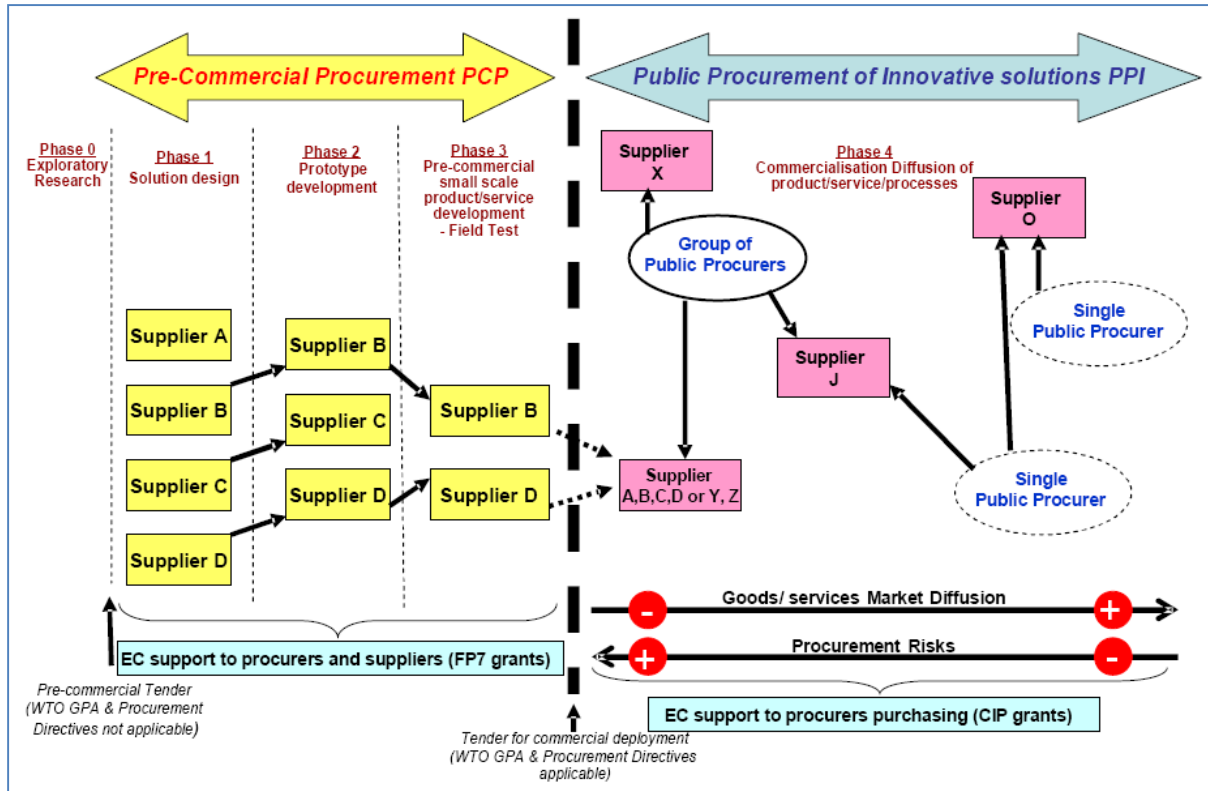 Pre-Commercial Procurement PCP
Public Procurement of Innovative solutions PPI
Phase 0
Exploratory
Research
Phase 1
Solution design
Phase 2
Prototype
development
Phase 3
Pre-commercial
small scale
product/service
development
- Field Test
Phase 4
Commercialisation Diffusion of
product/service/processes
Supplier A
Supplier B
Supplier C
Supplier D
Supplier B
Supplier C
Supplier D
Supplier B
Supplier D
Supplier
X
Group of
Public Procurers
Supplier
O
Single
Public Procurer
Supplier
J
Supplier
A,B,C,D or Y, Z
Single
Public Procurer
- Goods/ services Market Diffusion +
+ Procurement Risks -
EC support to procurers and suppliers (FP7 grants)
EC support to procurers purchasing (CIP grants)
Pre-commercial Tender
(WTO GPA & Procurement
Directives not applicable)
Tender for commercial deployment
(WTO GPA & Procurement Directives
applicable)